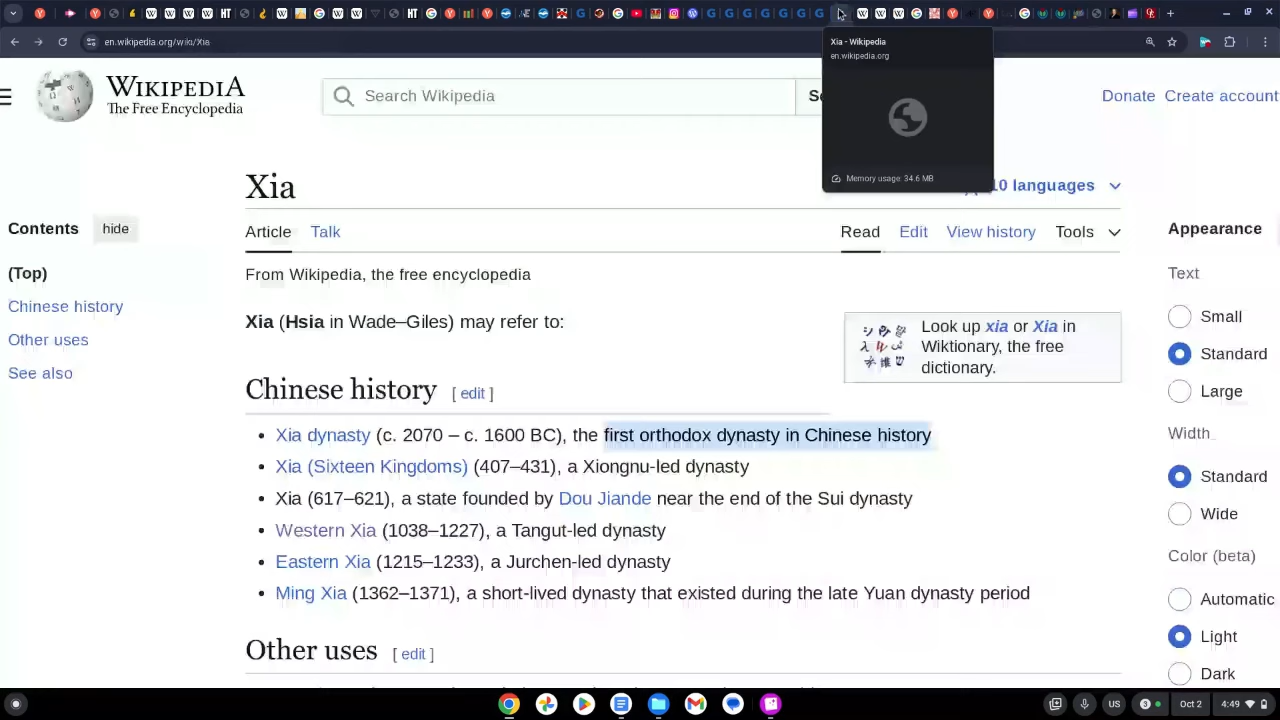 en.wikipedia.org/wiki/Xia
Xia - Wikipedia
en.wikipedia.org
Memory usage: 34.6 MB
WIKIPEDIA
The Free Encyclopedia
Search Wikipedia
Donate Create account
Xia
10 languages
Contents hide
(Top)
Chinese history
Other uses
See also
Article Talk
Read Edit View history Tools
From Wikipedia, the free encyclopedia
Xia (Hsia in Wade–Giles) may refer to:
Look up xia or Xia in
Wiktionary, the free
dictionary.
Chinese history [ edit ]
• Xia dynasty (c. 2070 – c. 1600 BC), the first orthodox dynasty in Chinese history
• Xia (Sixteen Kingdoms) (407–431), a Xiongnu-led dynasty
• Xia (617–621), a state founded by Dou Jiande near the end of the Sui dynasty
• Western Xia (1038–1227), a Tangut-led dynasty
• Eastern Xia (1215–1233), a Jurchen-led dynasty
• Ming Xia (1362–1371), a short-lived dynasty that existed during the late Yuan dynasty period
Other uses [ edit ]
Appearance
Text
Small
Standard
Large
Width
Standard
Wide
Color (beta)
Automatic
Light
Dark
US
3
Oct 2
4:49